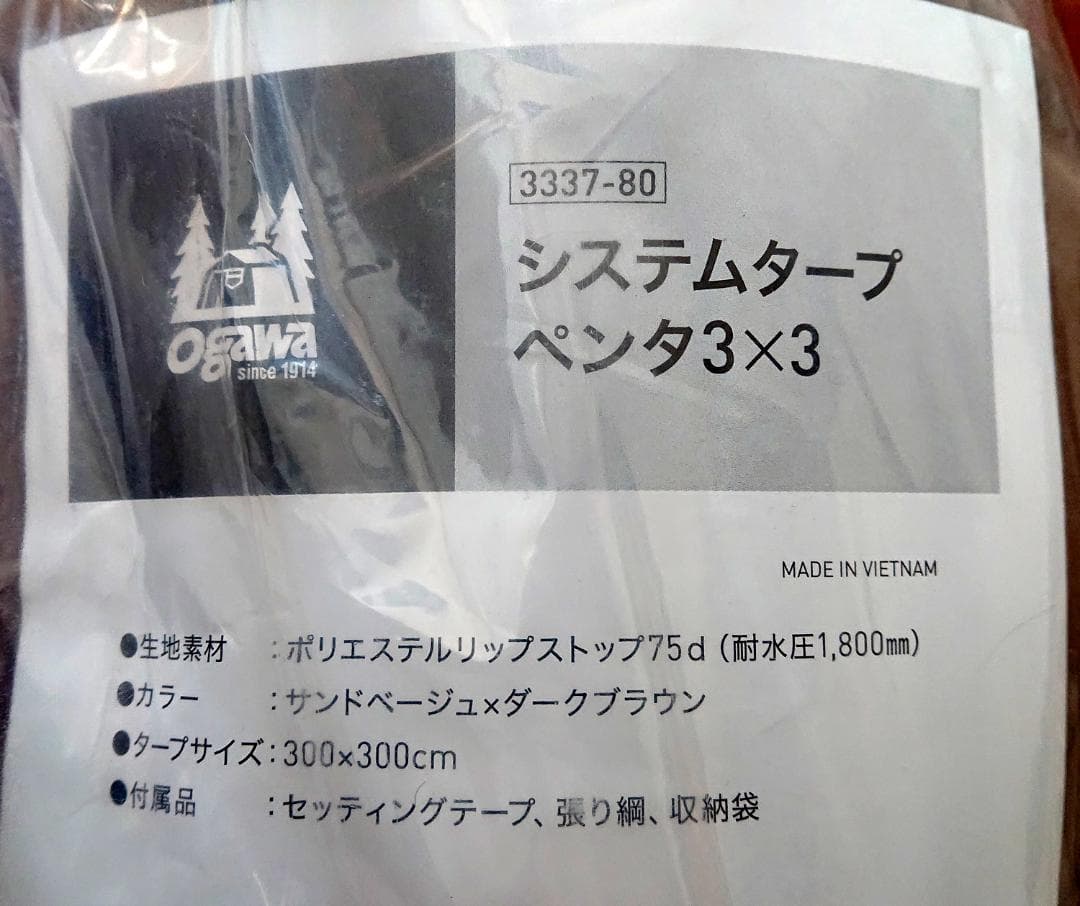 3337-80
システムタープ
ペンタ3×3
ogawa
since 1914
MADE IN VIETNAM
●生地素材 :ポリエステルリップストップ75d(耐水圧1,800㎜)
●カラー :サンドベージュ×ダークブラウン
●タープサイズ:300×300cm
●付属品 :セッティングテープ、張り綱、収納袋